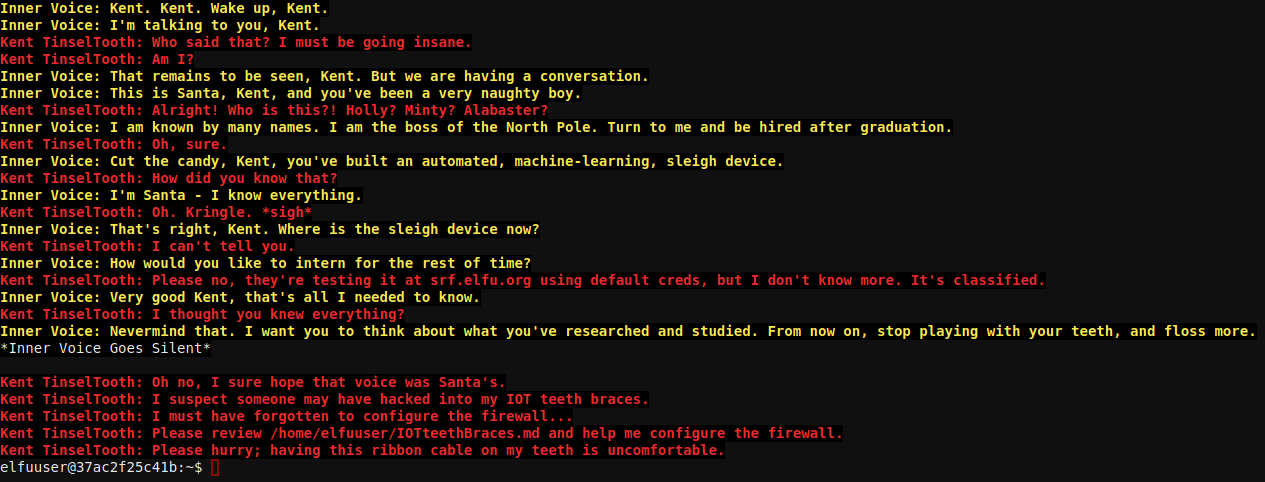 Inner Voice: Kent. Kent. Wake up, Kent.
Inner Voice: I'm talking to you, Kent.
Kent TinselTooth: Who said that? I must be going insane.
Kent TinselTooth: Am I?
Inner Voice: That remains to be seen, Kent. But we are having a conversation.
Inner Voice: This is Santa, Kent, and you've been a very naughty boy.
Kent TinselTooth: Alright! Who is this?! Holly? Minty? Alabaster?
Inner Voice: I am known by many names. I am the boss of the North Pole. Turn to me and be hired after graduation.
Kent TinselTooth: Oh, sure.
Inner Voice: Cut the candy, Kent, you've built an automated, machine-learning, sleigh device.
Kent TinselTooth: How did you know that?
Inner Voice: I'm Santa - I know everything.
Kent TinselTooth: Oh. Kringle. *sigh*
Inner Voice: That's right, Kent. Where is the sleigh device now?
Kent TinselTooth: I can't tell you.
Inner Voice: How would you like to intern for the rest of time?
Kent TinselTooth: Please no, they're testing it at srf.elfu.org using default creds, but I don't know more. It's classified.
Inner Voice: Very good Kent, that's all I needed to know.
Kent TinselTooth: I thought you knew everything?
Inner Voice: Nevermind that. I want you to think about what you've researched and studied. From now on, stop playing with your teeth, and floss more.
*Inner Voice Goes Silent*
Kent TinselTooth: Oh no, I sure hope that voice was Santa's.
Kent TinselTooth: I suspect someone may have hacked into my IOT teeth braces.
Kent TinselTooth: I must have forgotten to configure the firewall...
Kent TinselTooth: Please review /home/elfuuser/IOTteethBraces.md and help me configure the firewall.
Kent TinselTooth: Please hurry; having this ribbon cable on my teeth is uncomfortable.
elfuuser@37ac2f25c41b:~$